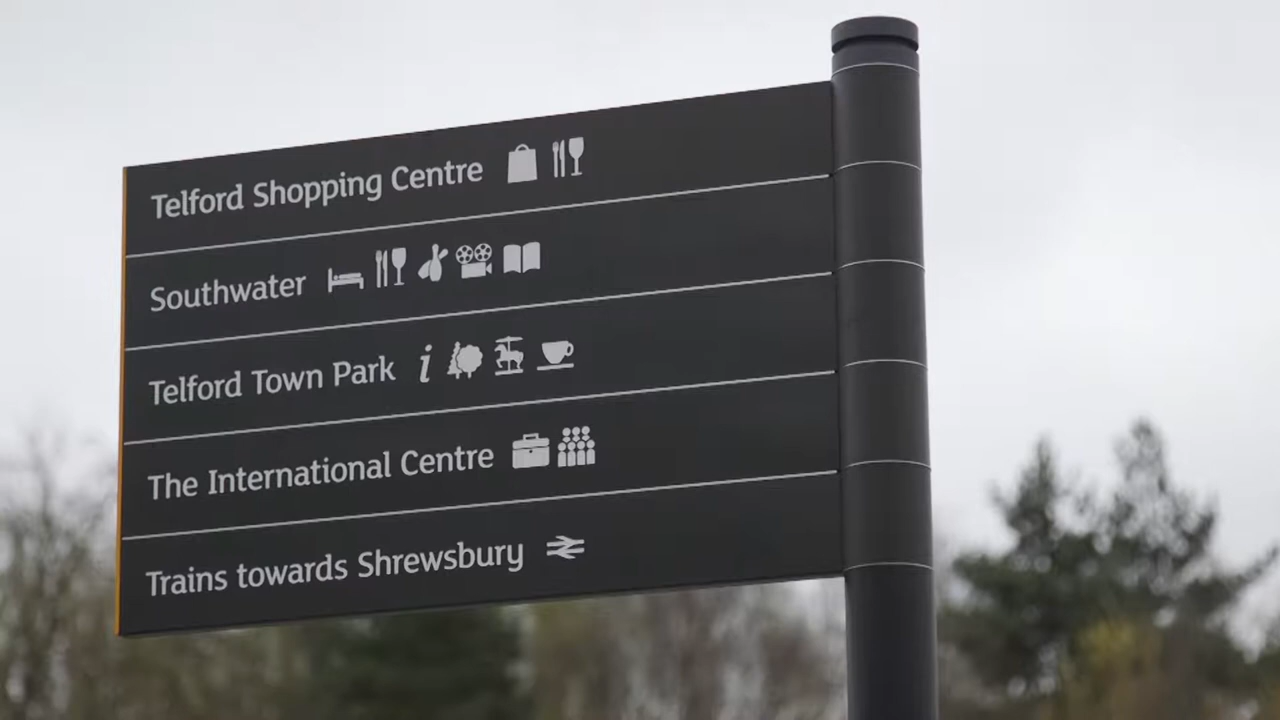 Telford Shopping Centre
Southwater
Telford Town Park
The International Centre
Trains towards Shrewsbury